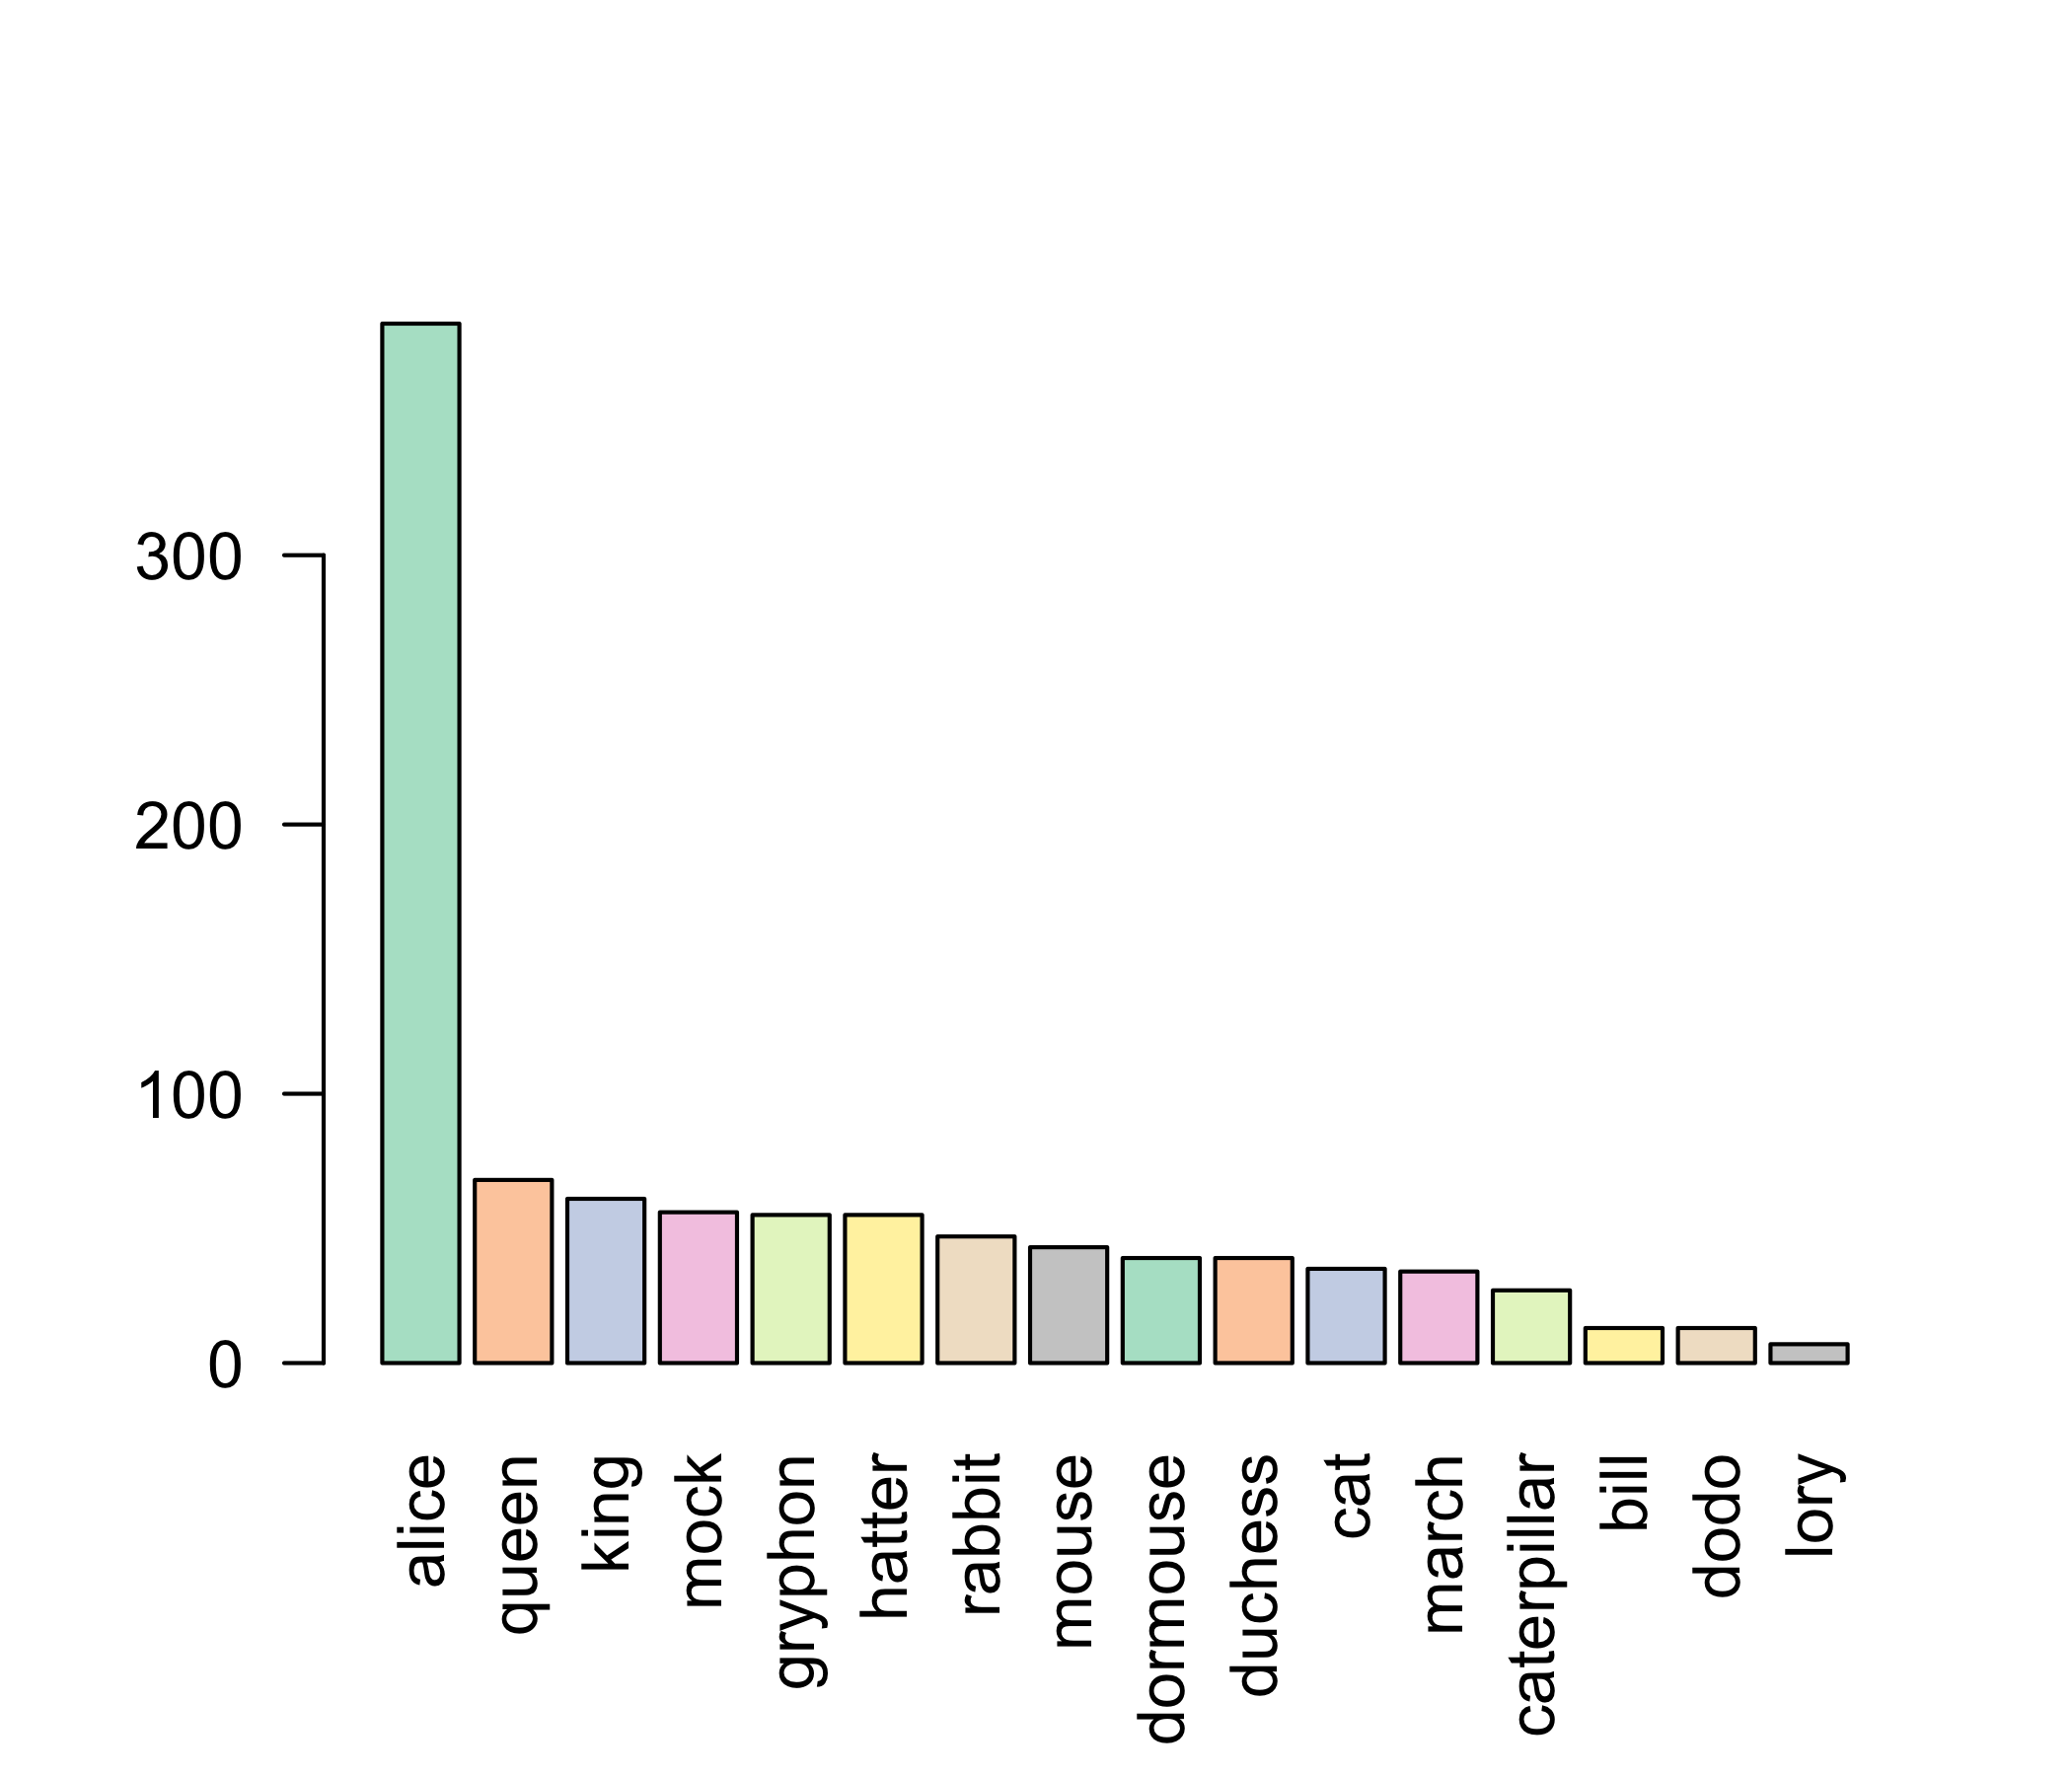 300
200
100
0
alice
queen
king
mock
gryphon
hatter
rabbit
mouse
dormouse
duchess
cat
march
caterpillar
bill
dodo
lory